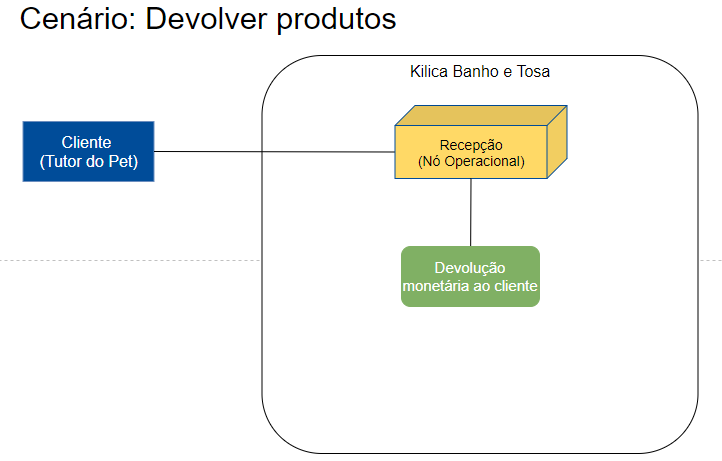 Cenário: Devolver produtos
Kilica Banho e Tosa
Cliente
(Tutor do Pet)
Recepção
(Nó Operacional)
Devolução
monetária ao cliente